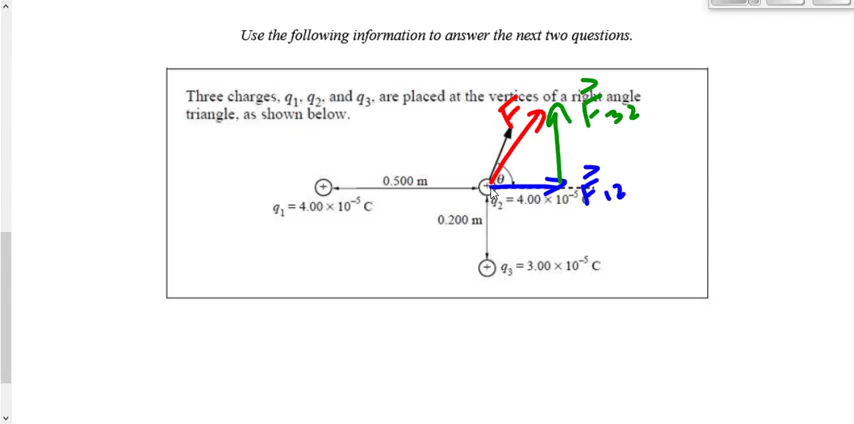 Use the following information to answer the next two questions.
Three charges, q₁, q₂, and q₃, are placed at the vertices of a right angle
triangle, as shown below.
F
F⃗ 32
θ
0.500 m
F⃗ 12
q₁ = 4.00 × 10⁻⁵ C
q₂ = 4.00 × 10⁻⁵
0.200 m
q₃ = 3.00 × 10⁻⁵ C